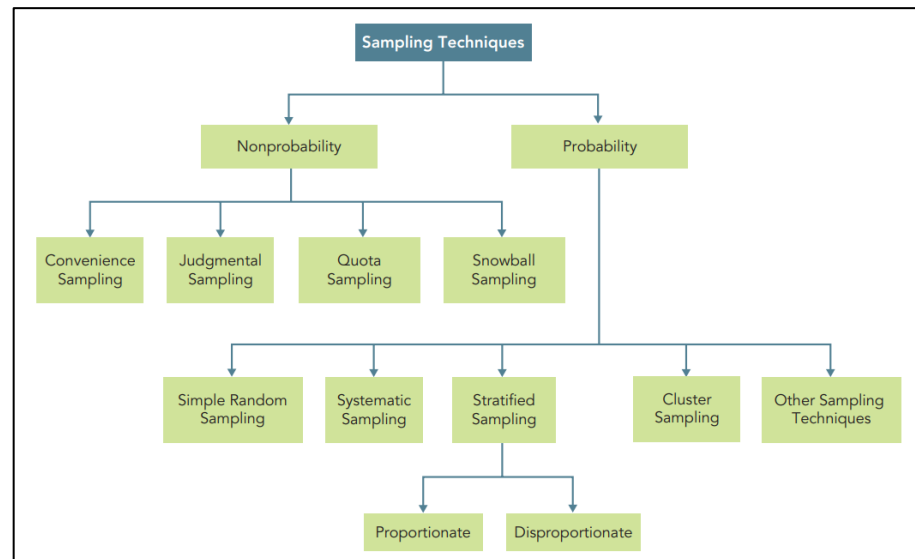 Sampling Techniques
Nonprobability
Probability
Convenience
Sampling
Judgmental
Sampling
Quota
Sampling
Snowball
Sampling
Simple Random
Sampling
Systematic
Sampling
Stratified
Sampling
Cluster
Sampling
Other Sampling
Techniques
Proportionate
Disproportionate